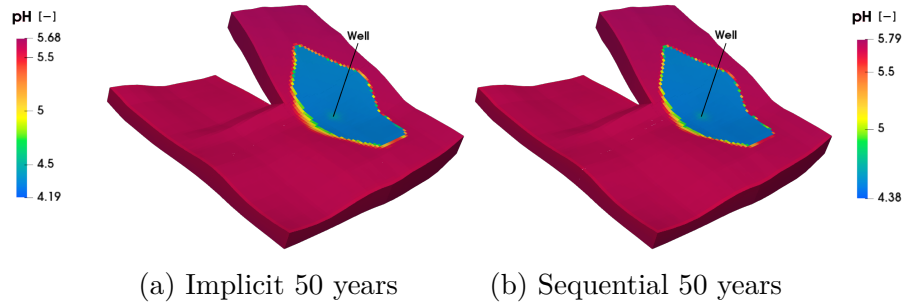 pH [–]
5.68
5.5
5
4.5
4.19
Well
Well
pH [–]
5.79
5.5
5
4.38
(a) Implicit 50 years
(b) Sequential 50 years